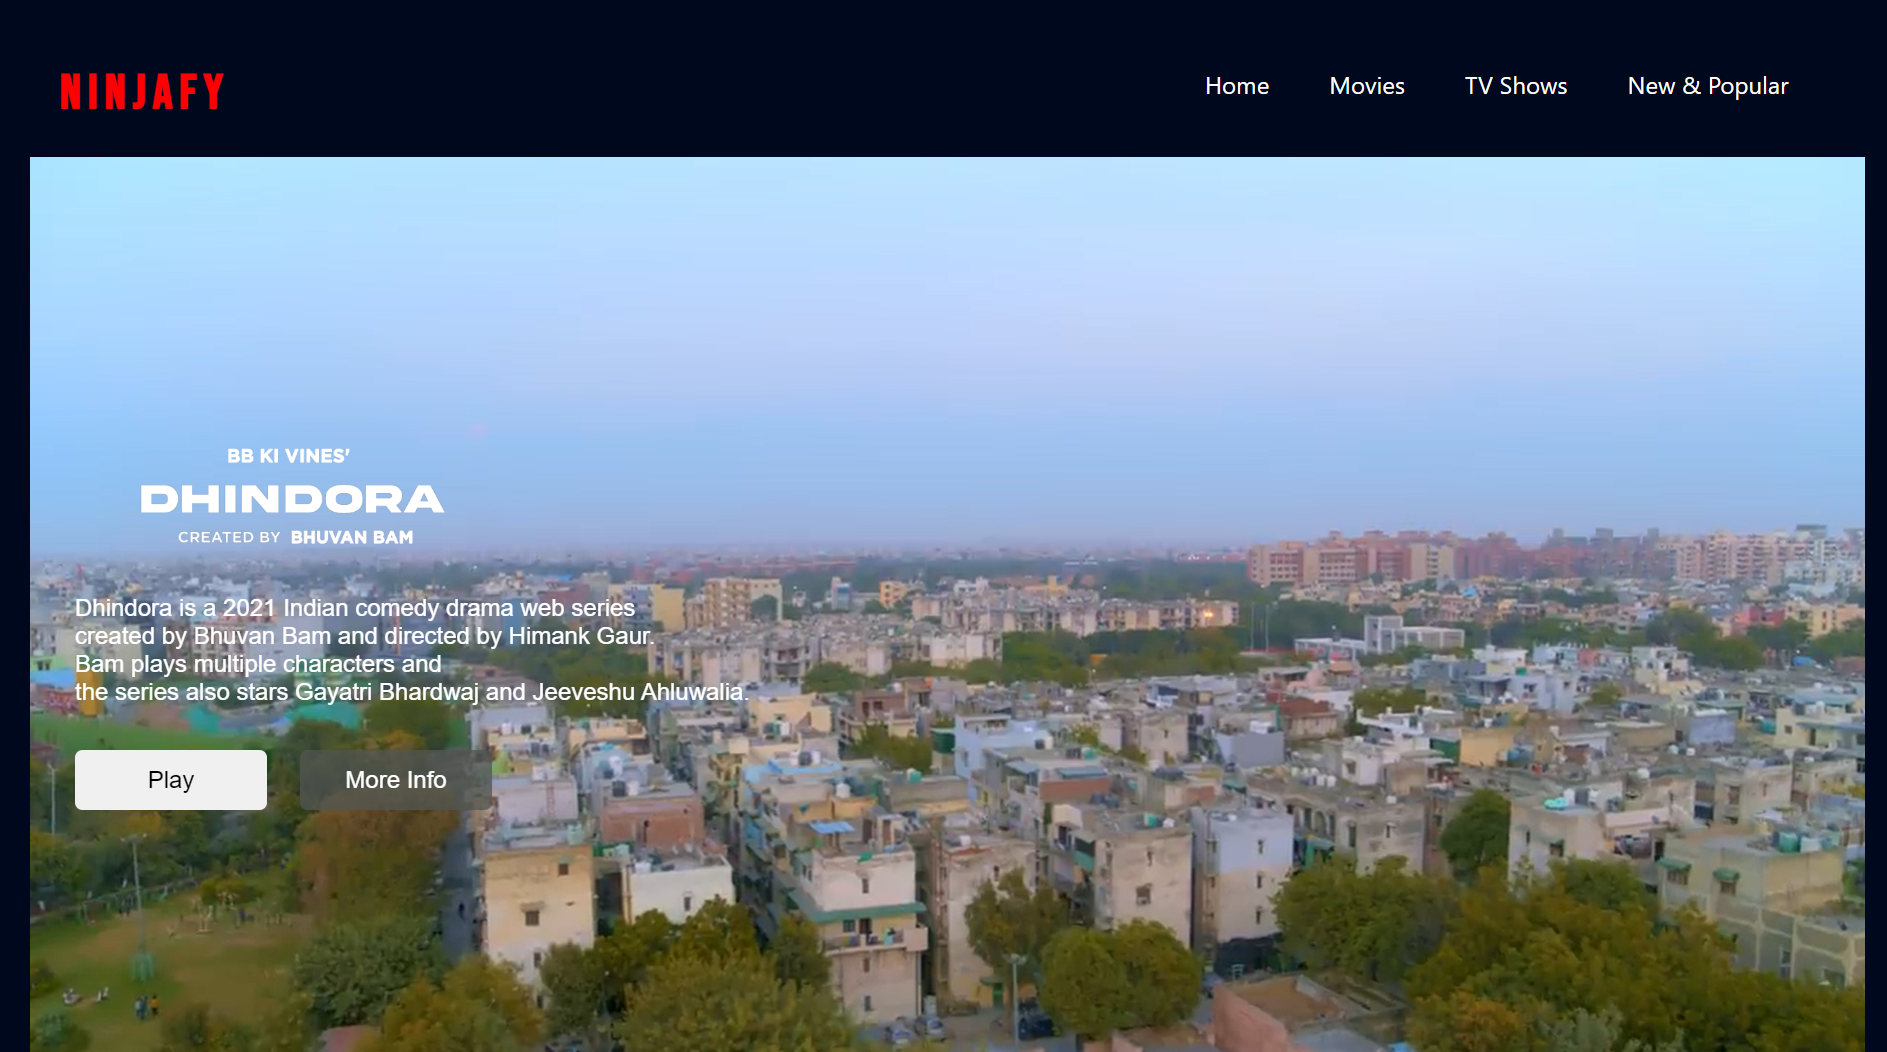 NINJAFY
Home
Movies
TV Shows
New & Popular
BB KI VINES'
DHINDORA
CREATED BY BHUVAN BAM
Dhindora is a 2021 Indian comedy drama web series
created by Bhuvan Bam and directed by Himank Gaur.
Bam plays multiple characters and
the series also stars Gayatri Bhardwaj and Jeeveshu Ahluwalia.
Play
More Info